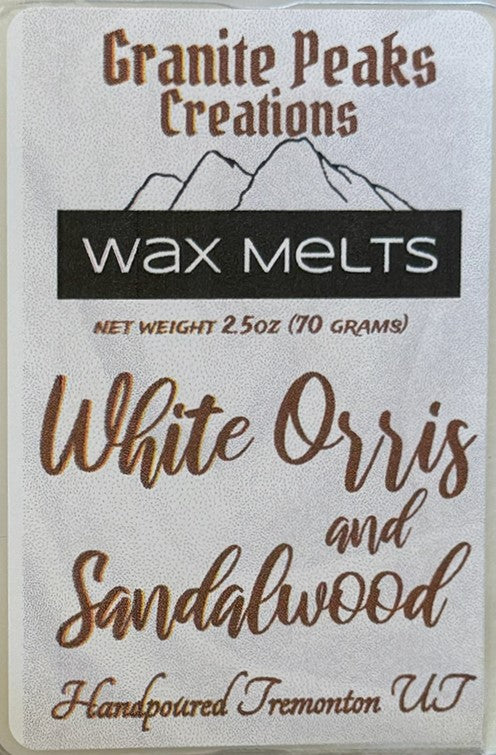 Granite Peaks
Creations
Wax Melts
NET WEIGHT 2.5OZ (70 GRAMS)
White Orris
and
Sandalwood
Handpoured Tremonton UT